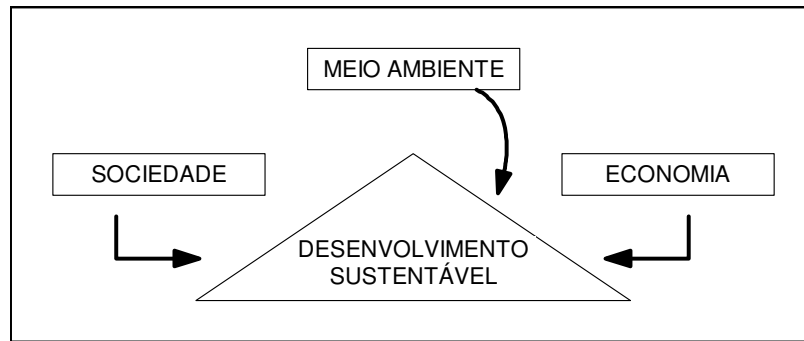 MEIO AMBIENTE
SOCIEDADE
ECONOMIA
DESENVOLVIMENTO
SUSTENTÁVEL